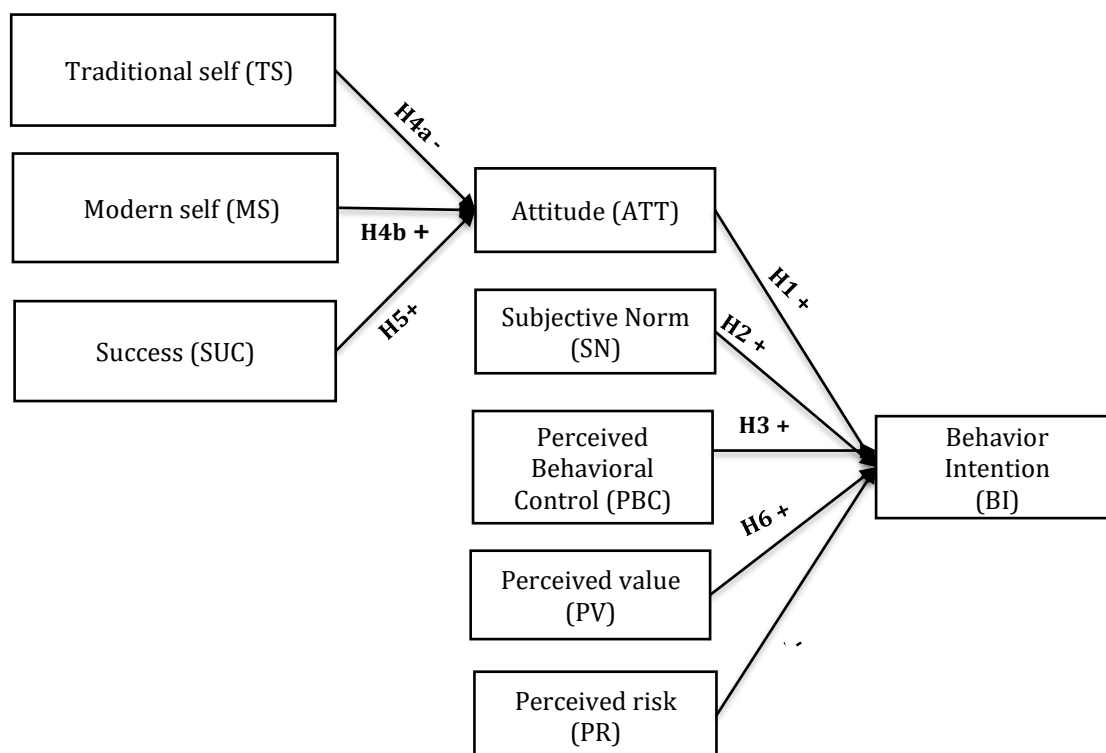 Traditional self (TS)
H4a -
Modern self (MS)
H4b +
Success (SUC)
H5+
Attitude (ATT)
H1 +
Subjective Norm
(SN)
H2 +
Perceived
Behavioral
Control (PBC)
H3 +
Behavior
Intention
(BI)
Perceived value
(PV)
H6 +
Perceived risk
(PR)
-